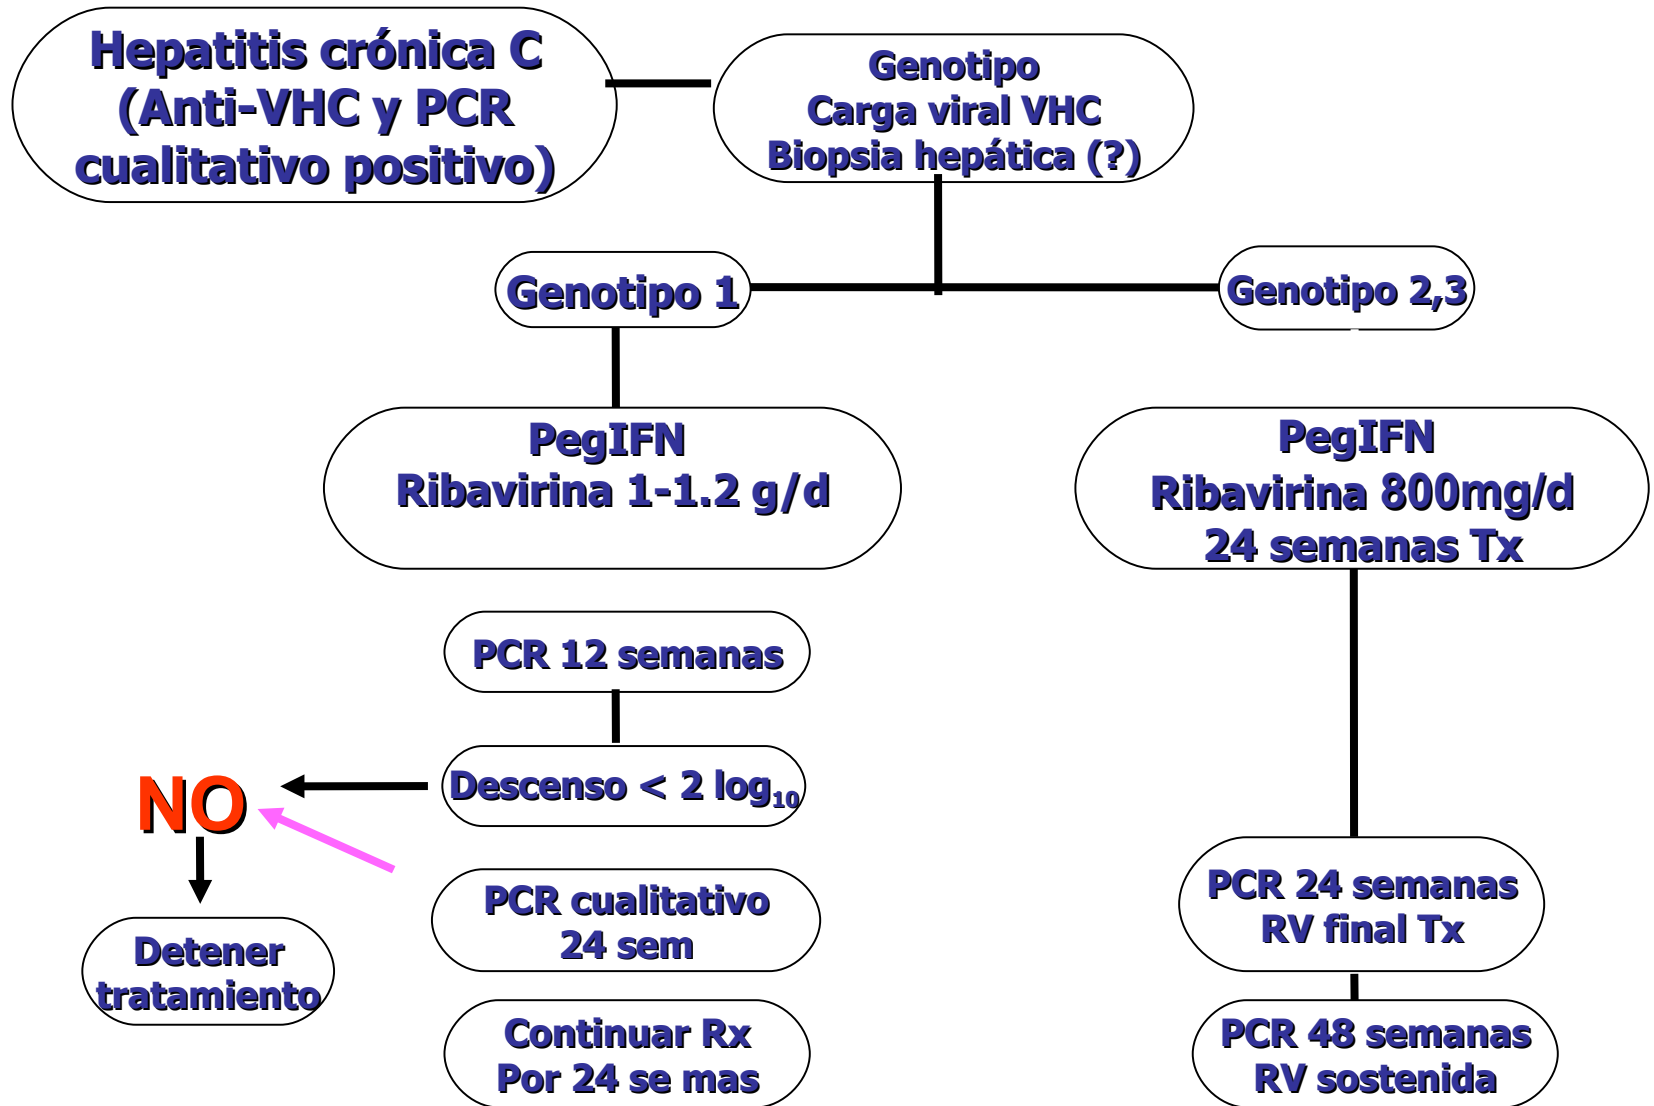 Hepatitis crónica C
(Anti-VHC y PCR
cualitativo positivo)
Genotipo
Carga viral VHC
Biopsia hepática (?)
Genotipo 1
Genotipo 2,3
PegIFN
Ribavirina 1-1.2 g/d
PegIFN
Ribavirina 800mg/d
24 semanas Tx
PCR 12 semanas
Descenso < 2 log₁₀
NO
Detener
tratamiento
PCR cualitativo
24 sem
Continuar Rx
Por 24 se mas
PCR 24 semanas
RV final Tx
PCR 48 semanas
RV sostenida